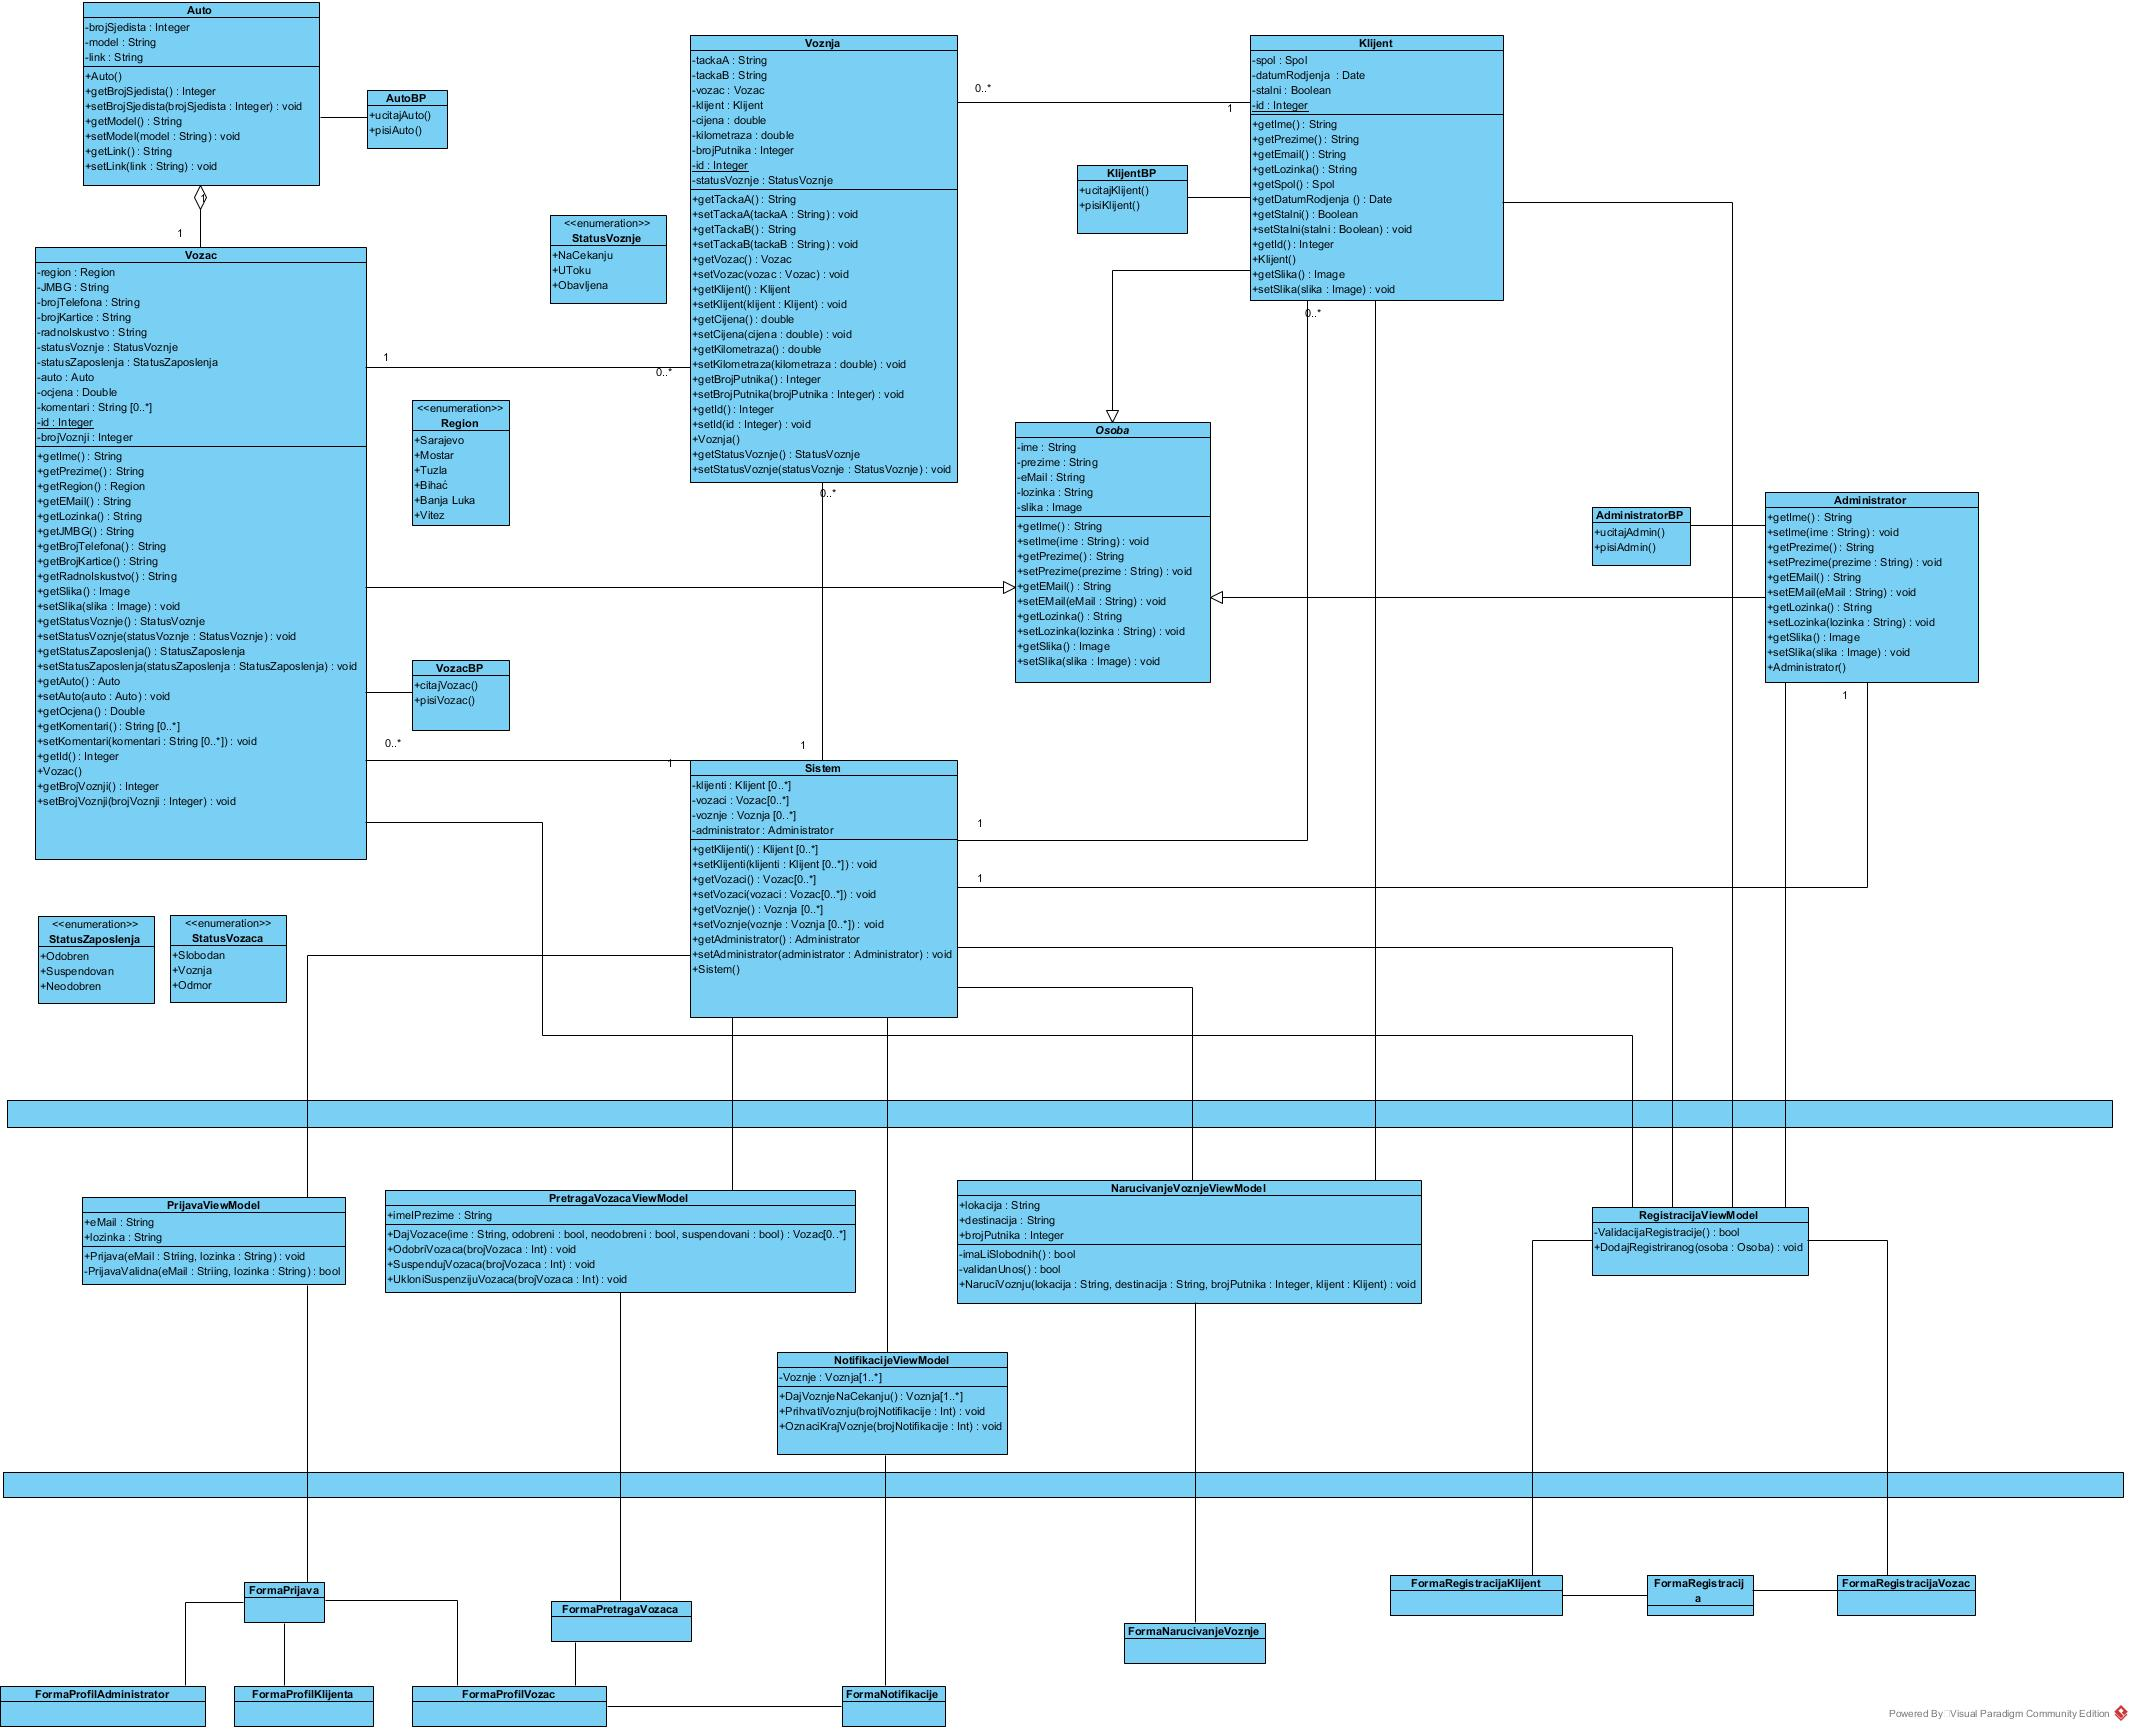 Auto
-brojSjedista : Integer
-model : String
-link : String
+Auto()
+getBrojSjedista() : Integer
+setBrojSjedista(brojSjedista : Integer) : void
+getModel() : String
+setModel(model : String) : void
+getLink() : String
+setLink(link : String) : void
AutoBP
+ucitajAuto()
+pisiAuto()
1
1
Vozac
-region : Region
-JMBG : String
-brojTelefona : String
-brojKartice : String
-radnoIskustvo : String
-statusVoznje : StatusVoznje
-statusZaposlenja : StatusZaposlenja
-auto : Auto
-ocjena : Double
-komentari : String [0..*]
-id : Integer
-brojVoznji : Integer
+getIme() : String
+getPrezime() : String
+getRegion() : Region
+getEMail() : String
+getLozinka() : String
+getJMBG() : String
+getBrojTelefona() : String
+getBrojKartice() : String
+getRadnoIskustvo() : String
+getSlika() : Image
+setSlika(slika : Image) : void
+getStatusVoznje() : StatusVoznje
+setStatusVoznje(statusVoznje : StatusVoznje) : void
+getStatusZaposlenja() : StatusZaposlenja
+setStatusZaposlenja(statusZaposlenja : StatusZaposlenja) : void
+getAuto() : Auto
+setAuto(auto : Auto) : void
+getOcjena() : Double
+getKomentari() : String [0..*]
+setKomentari(komentari : String [0..*]) : void
+getId() : Integer
+Vozac()
+getBrojVoznji() : Integer
+setBrojVoznji(brojVoznji : Integer) : void
<<enumeration>>
StatusVoznje
+NaCekanju
+UToku
+Obavljena
1
0..*
<<enumeration>>
Region
+Sarajevo
+Mostar
+Tuzla
+Bihać
+Banja Luka
+Vitez
VozacBP
+citajVozac()
+pisiVozac()
0..*
1
Voznja
-tackaA : String
-tackaB : String
-vozac : Vozac
-klijent : Klijent
-cijena : double
-kilometraza : double
-brojPutnika : Integer
-id : Integer
-statusVoznje : StatusVoznje
+getTackaA() : String
+setTackaA(tackaA : String) : void
+getTackaB() : String
+setTackaB(tackaB : String) : void
+getVozac() : Vozac
+setVozac(vozac : Vozac) : void
+getKlijent() : Klijent
+setKlijent(klijent : Klijent) : void
+getCijena() : double
+setCijena(cijena : double) : void
+getKilometraza() : double
+setKilometraza(kilometraza : double) : void
+getBrojPutnika() : Integer
+setBrojPutnika(brojPutnika : Integer) : void
+getId() : Integer
+setId(id : Integer) : void
+Voznja()
+getStatusVoznje() : StatusVoznje
+setStatusVoznje(statusVoznje : StatusVoznje) : void
0..*
1
0..*
1
Klijent
-spol : Spol
-datumRodjenja : Date
-stalni : Boolean
-id : Integer
+getIme() : String
+getPrezime() : String
+getEmail() : String
+getLozinka() : String
+getSpol() : Spol
+getDatumRodjenja () : Date
+getStalni() : Boolean
+setStalni(stalni : Boolean) : void
+getId() : Integer
+Klijent()
+getSlika() : Image
+setSlika(slika : Image) : void
0..*
KlijentBP
+ucitajKlijent()
+pisiKlijent()
Osoba
-ime : String
-prezime : String
-eMail : String
-lozinka : String
-slika : Image
+getIme() : String
+setIme(ime : String) : void
+getPrezime() : String
+setPrezime(prezime : String) : void
+getEMail() : String
+setEMail(eMail : String) : void
+getLozinka() : String
+setLozinka(lozinka : String) : void
+getSlika() : Image
+setSlika(slika : Image) : void
AdministratorBP
+ucitajAdmin()
+pisiAdmin()
Administrator
+getIme() : String
+setIme(ime : String) : void
+getPrezime() : String
+setPrezime(prezime : String) : void
+getEMail() : String
+setEMail(eMail : String) : void
+getLozinka() : String
+setLozinka(lozinka : String) : void
+getSlika() : Image
+setSlika(slika : Image) : void
+Administrator()
1
Sistem
-klijenti : Klijent [0..*]
-vozaci : Vozac[0..*]
-voznje : Voznja [0..*]
-administrator : Administrator
+getKlijenti() : Klijent [0..*]
+setKlijenti(klijenti : Klijent [0..*]) : void
+getVozaci() : Vozac[0..*]
+setVozaci(vozaci : Vozac[0..*]) : void
+getVoznje() : Voznja [0..*]
+setVoznje(voznje : Voznja [0..*]) : void
+getAdministrator() : Administrator
+setAdministrator(administrator : Administrator) : void
+Sistem()
1
1
<<enumeration>>
StatusZaposlenja
+Odobren
+Suspendovan
+Neodobren
<<enumeration>>
StatusVozaca
+Slobodan
+Voznja
+Odmor
PrijavaViewModel
+eMail : String
+lozinka : String
+Prijava(eMail : Striing, lozinka : String) : void
-PrijavaValidna(eMail : Striing, lozinka : String) : bool
PretragaVozacaViewModel
+imeIPrezime : String
+DajVozace(ime : String, odobreni : bool, neodobreni : bool, suspendovani : bool) : Vozac[0..*]
+OdobriVozaca(brojVozaca : Int) : void
+SuspendujVozaca(brojVozaca : Int) : void
+UkloniSuspenzijuVozaca(brojVozaca : Int) : void
NarucivanjeVoznjeViewModel
+lokacija : String
+destinacija : String
+brojPutnika : Integer
-imaLiSlobodnih() : bool
-validanUnos() : bool
+NaruciVoznju(lokacija : String, destinacija : String, brojPutnika : Integer, klijent : Klijent) : void
RegistracijaViewModel
-ValidacijaRegistracije() : bool
+DodajRegistriranog(osoba : Osoba) : void
NotifikacijeViewModel
-Voznje : Voznja[1..*]
+DajVoznjeNaCekanju() : Voznja[1..*]
+PrihvatiVoznju(brojNotifikacije : Int) : void
+OznaciKrajVoznje(brojNotifikacije : Int) : void
FormaPrijava
FormaPretragaVozaca
FormaNarucivanjeVoznje
FormaRegistracijaKlijent
FormaRegistracij
a
FormaRegistracijaVozac
FormaProfilAdministrator
FormaProfilKlijenta
FormaProfilVozac
FormaNotifikacije
Powered By Visual Paradigm Community Edition